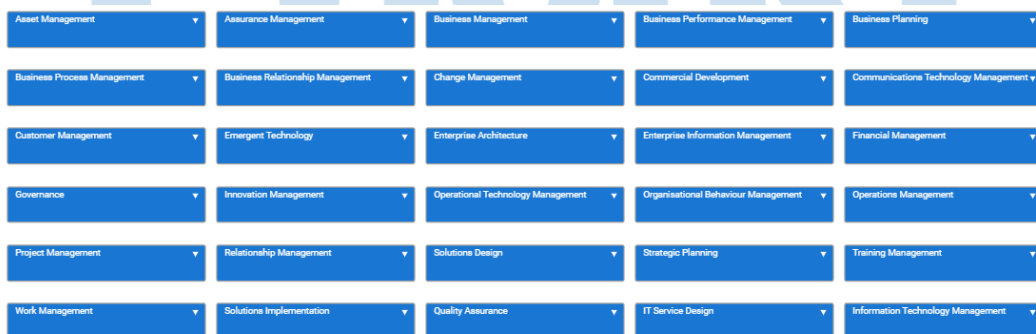 Asset Management
Assurance Management
Business Management
Business Performance Management
Business Planning
Business Process Management
Business Relationship Management
Change Management
Commercial Development
Communications Technology Management
Customer Management
Emergent Technology
Enterprise Architecture
Enterprise Information Management
Financial Management
Governance
Innovation Management
Operational Technology Management
Organisational Behaviour Management
Operations Management
Project Management
Relationship Management
Solutions Design
Strategic Planning
Training Management
Work Management
Solutions Implementation
Quality Assurance
IT Service Design
Information Technology Management